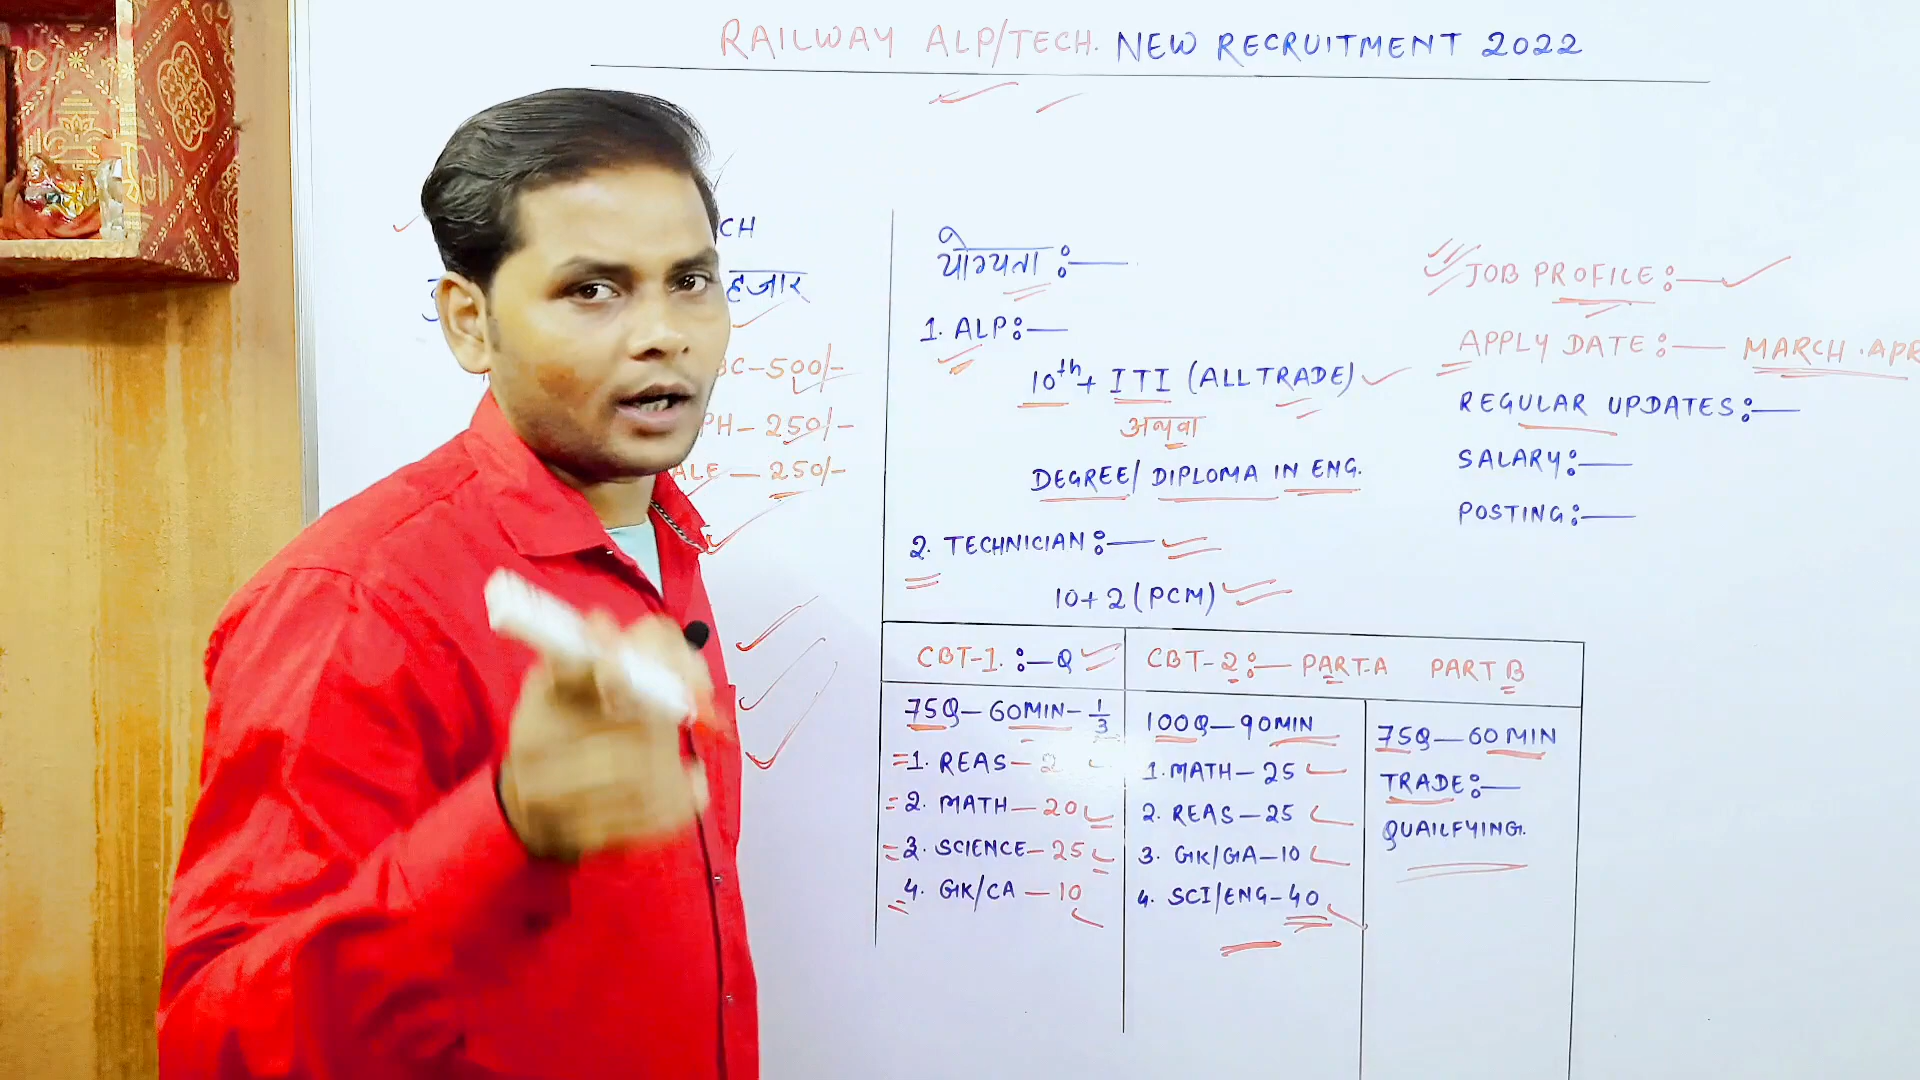 RAILWAY ALP/TECH. NEW RECRUITMENT 2022
CH
हजार
BC-500/-
PH-250/-
ALE-250/-
योग्यता :-
1. ALP:-
10th + ITI (ALL TRADE)
अथवा
DEGREE/ DIPLOMA IN ENG.
2. TECHNICIAN:-
10+2 (PCM)
JOB PROFILE:-
APPLY DATE:- MARCH.APR
REGULAR UPDATES:-
SALARY:-
POSTING:-
CBT-1. :- Q
75Q-60MIN-1/3
1. REAS-2
2. MATH-20
3. SCIENCE-25
4. GK/CA-10
CBT-2:- PART-A PART B
100Q-90MIN
1. MATH-25
2. REAS-25
3. GK/GA-10
4. SCI/ENG-40
75Q-60 MIN
TRADE:-
QUAILFYING.